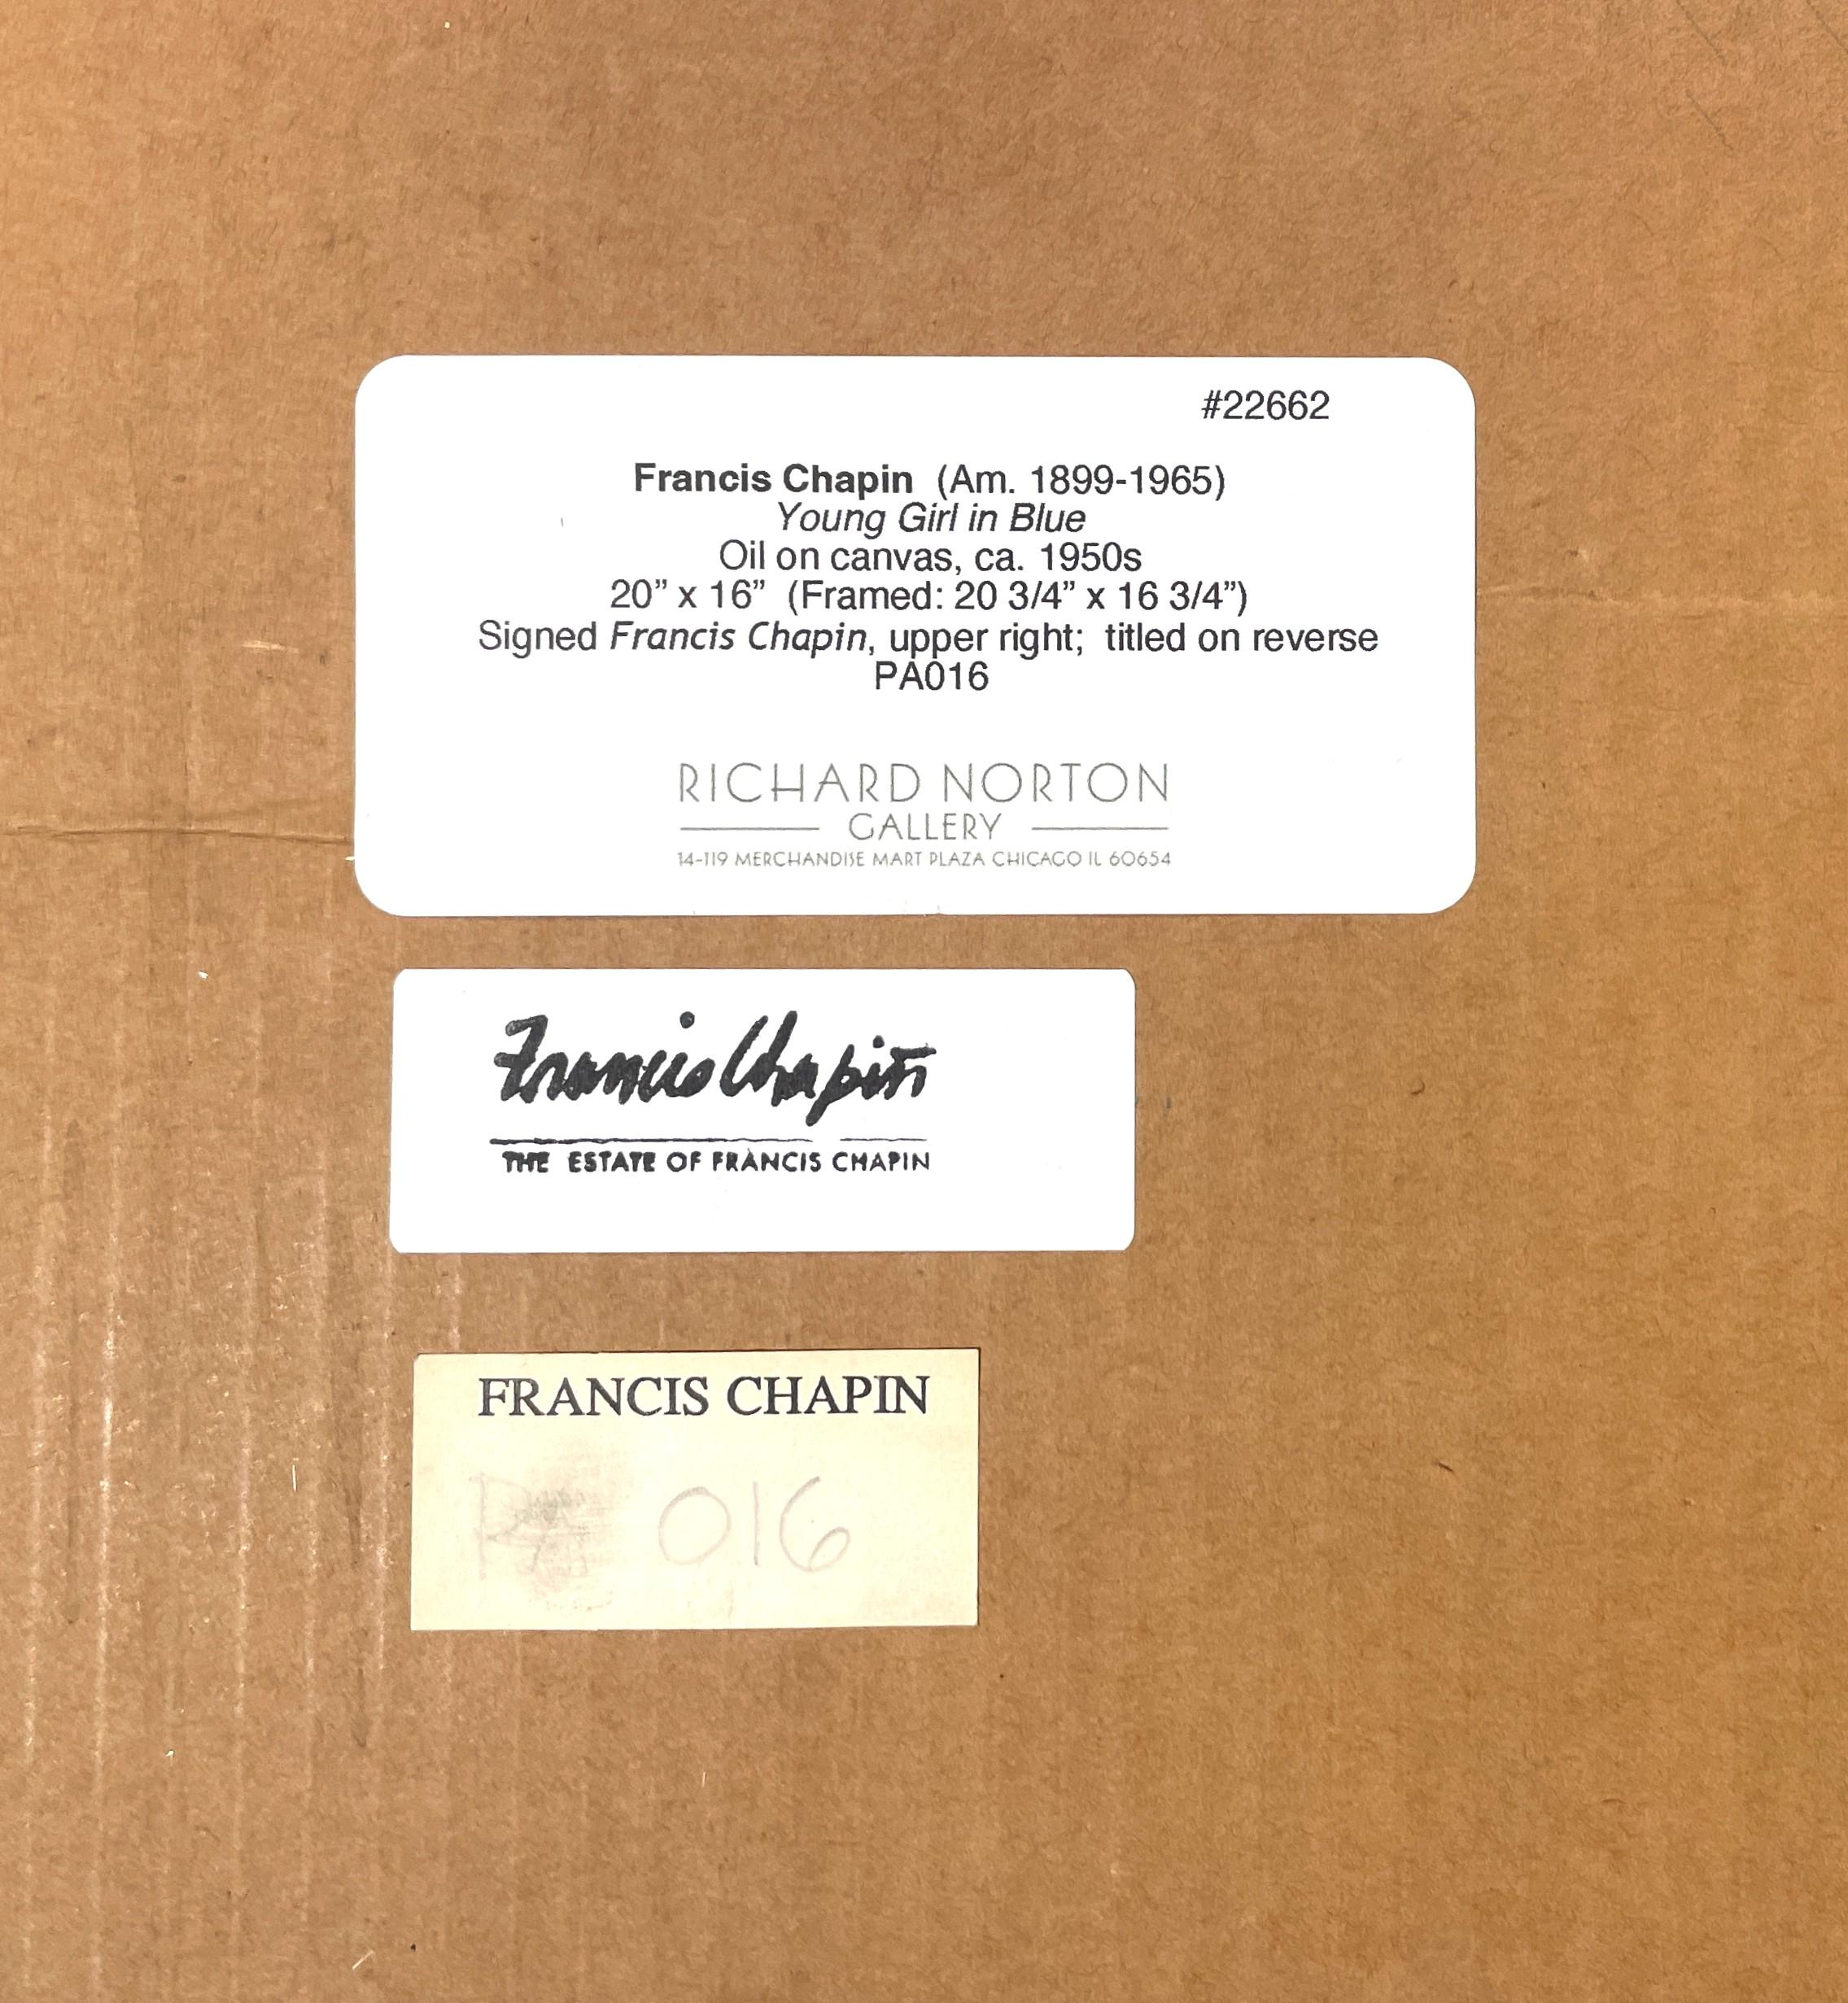 #22662
Francis Chapin (Am. 1899-1965)
Young Girl in Blue
Oil on canvas, ca. 1950s
20” x 16” (Framed: 20 3/4” x 16 3/4”)
Signed Francis Chapin, upper right; titled on reverse
PA016
RICHARD NORTON
GALLERY
14-119 MERCHANDISE MART PLAZA CHICAGO IL 60654
Francis Chapin
THE ESTATE OF FRANCIS CHAPIN
FRANCIS CHAPIN
016